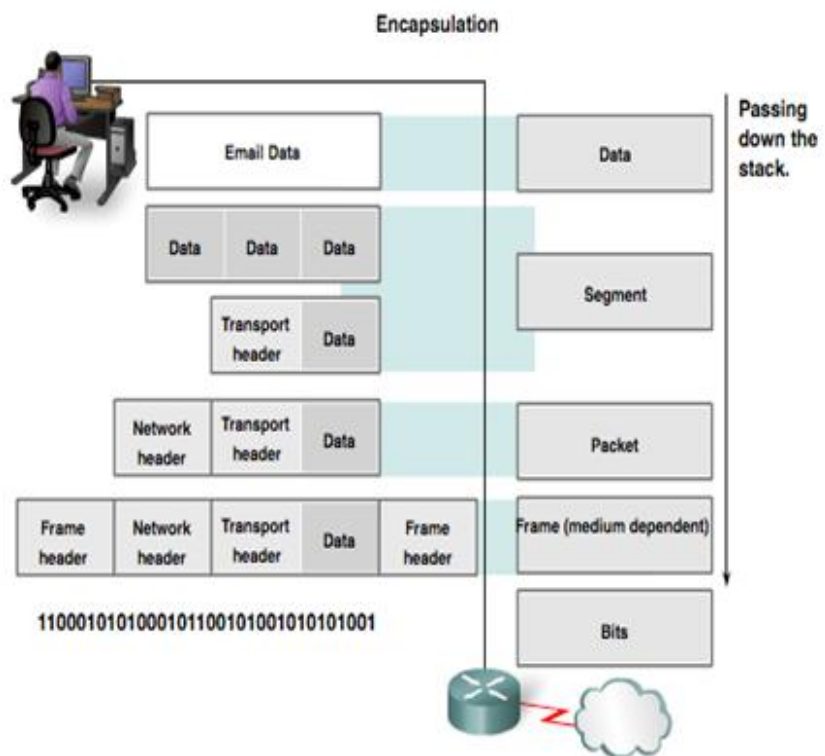 Encapsulation
Passing
down the
stack.
Email Data
Data
Data
Data
Data
Segment
Transport
header
Data
Network
header
Transport
header
Data
Packet
Frame
header
Network
header
Transport
header
Data
Frame
header
Frame (medium dependent)
1100010101000101100101001010101001
Bits